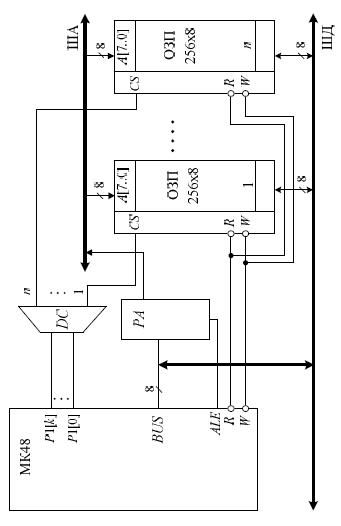 ША
ШД
8
A[7..0]
ОЗП
256x8
n
CS
R
W
8
. . . .
8
A[7..0]
ОЗП
256x8
1
CS
R
W
8
n
...
1
DC
PA
8
МК48
P1[k]
...
P1[0]
BUS
ALE
R
W